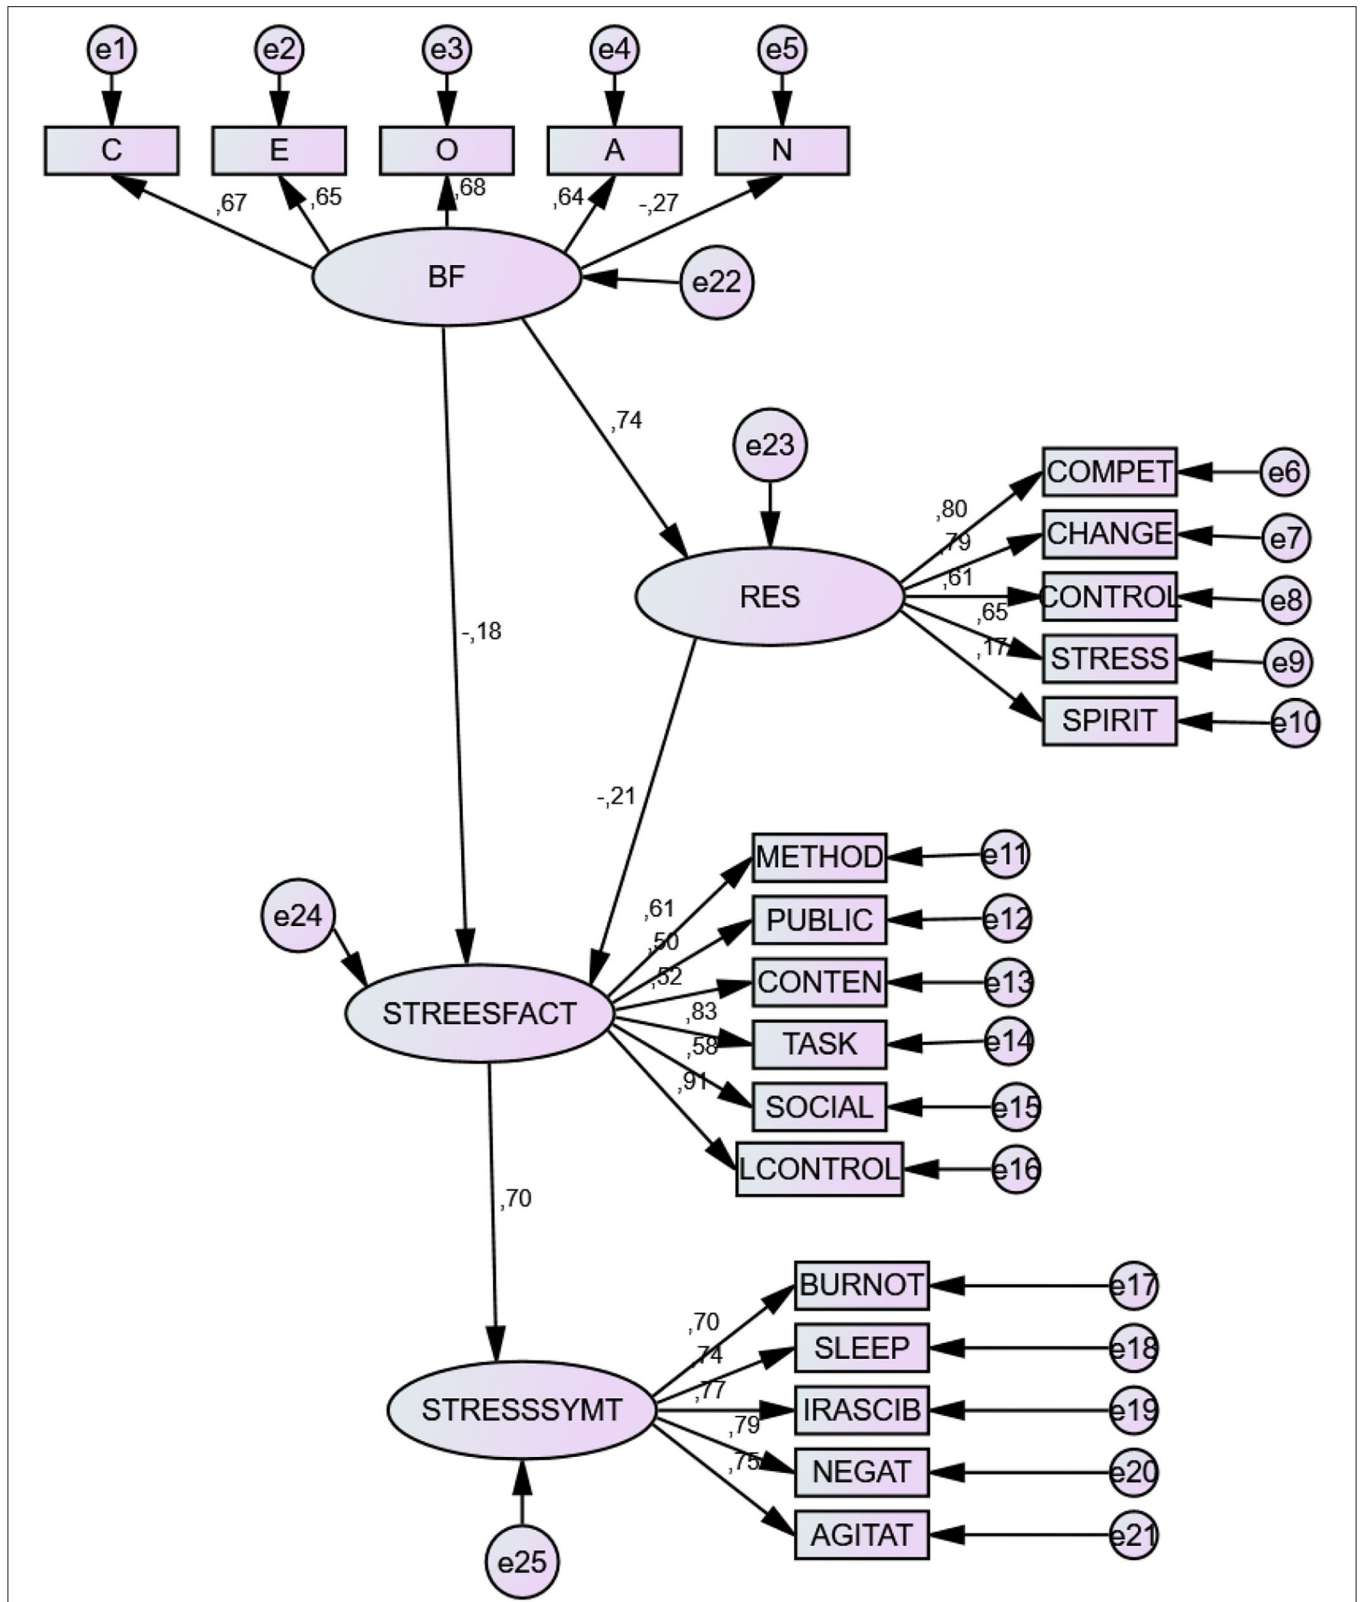 e1 e2 e3 e4 e5
C E O A N
,67 ,65 ,68 ,64 -,27
BF
e22
,74
e23
COMPET e6
,80
CHANGE e7
,79
,61
RES
CONTROL e8
,65
-,18
,17
STRESS e9
SPIRIT e10
-,21
METHOD e11
,61
e24
PUBLIC e12
,50
,52
CONTEN e13
STREESFACT
,83
TASK e14
,58
,91
SOCIAL e15
LCONTROL e16
,70
BURNOT e17
,70
SLEEP e18
,74
,77
STRESSSYMT
IRASCIB e19
,79
,75
NEGAT e20
AGITAT e21
e25